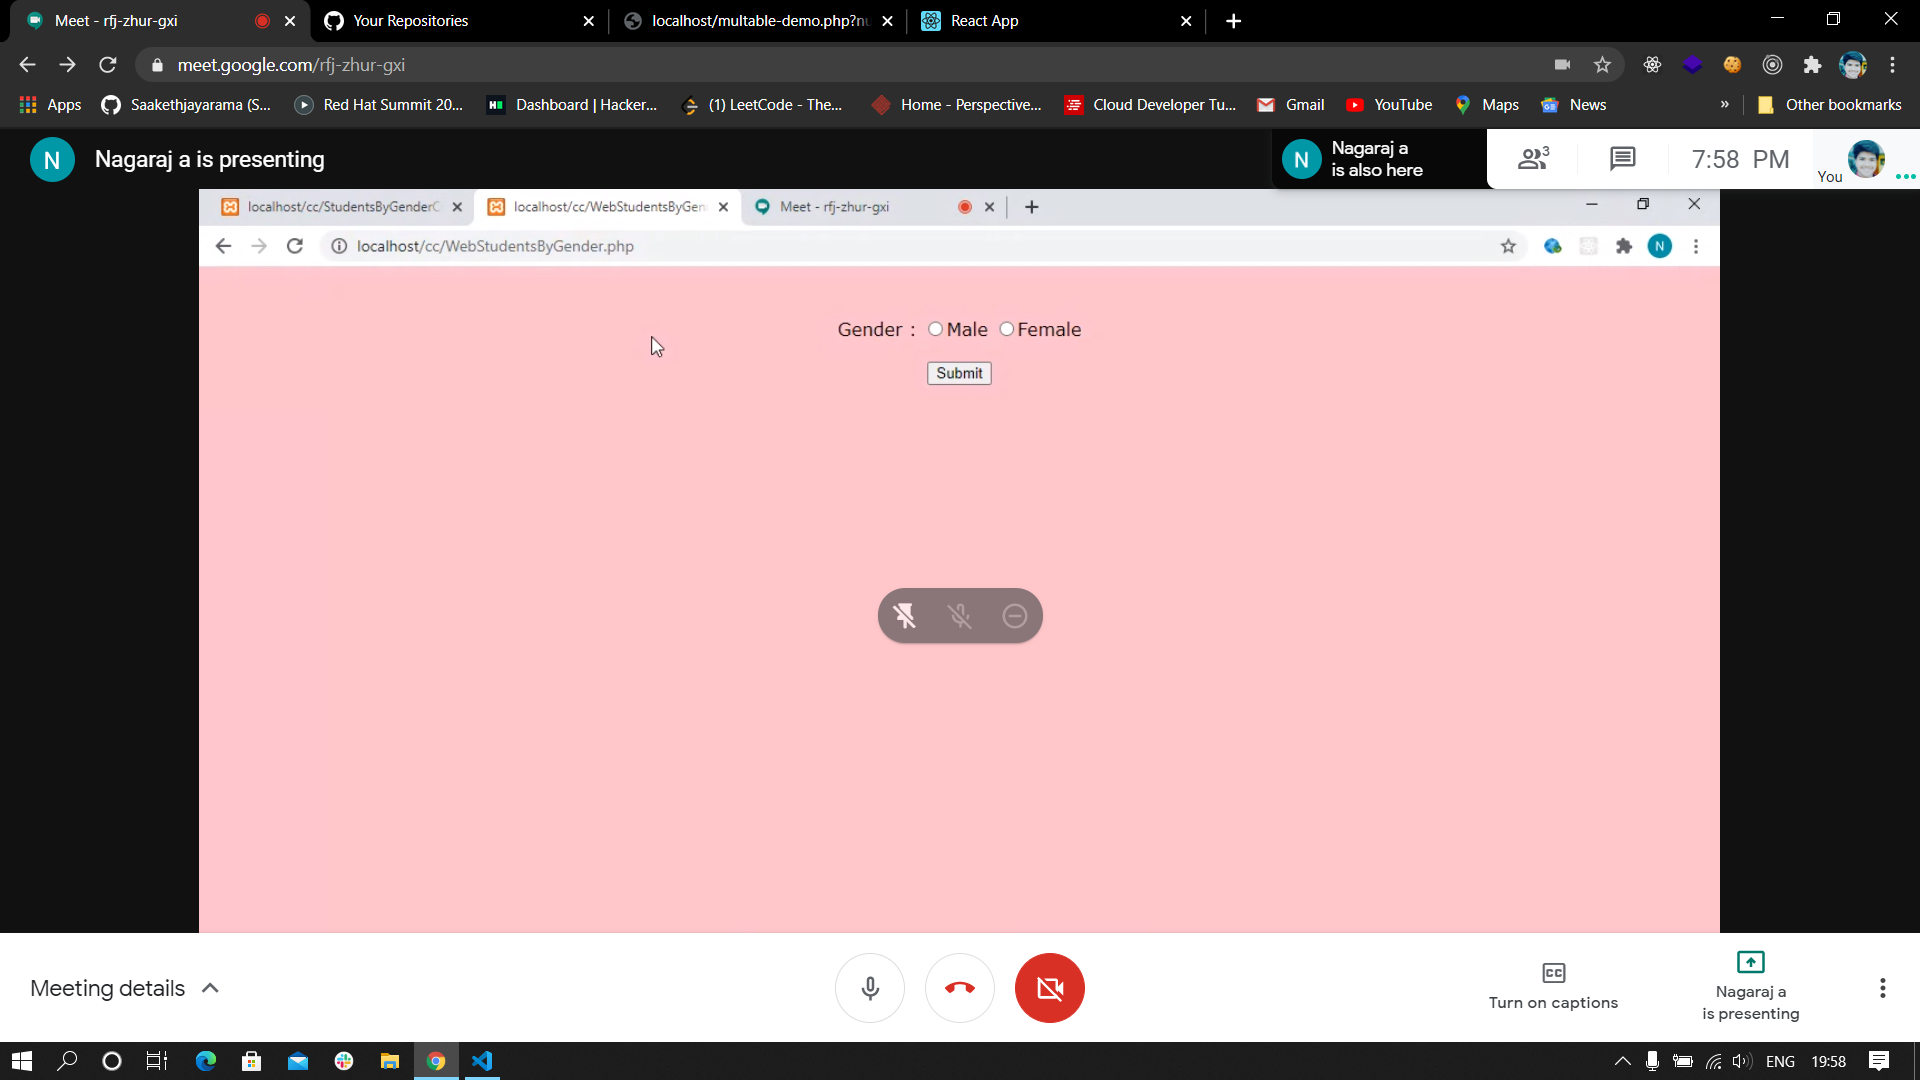 Meet - rfj-zhur-gxi
Your Repositories
localhost/multable-demo.php?nu
React App
meet.google.com/rfj-zhur-gxi
Apps
Saakethjayarama (S...
Red Hat Summit 20...
Dashboard | Hacker...
(1) LeetCode - The...
Home - Perspective...
Cloud Developer Tu...
Gmail
YouTube
Maps
News
»
Other bookmarks
N
Nagaraj a is presenting
N
Nagaraj a
is also here
3
7:58 PM
You
localhost/cc/StudentsByGenderC
localhost/cc/WebStudentsByGen
Meet - rfj-zhur-gxi
localhost/cc/WebStudentsByGender.php
N
Gender : Male Female
Submit
Meeting details
CC
Turn on captions
Nagaraj a
is presenting
ENG
19:58